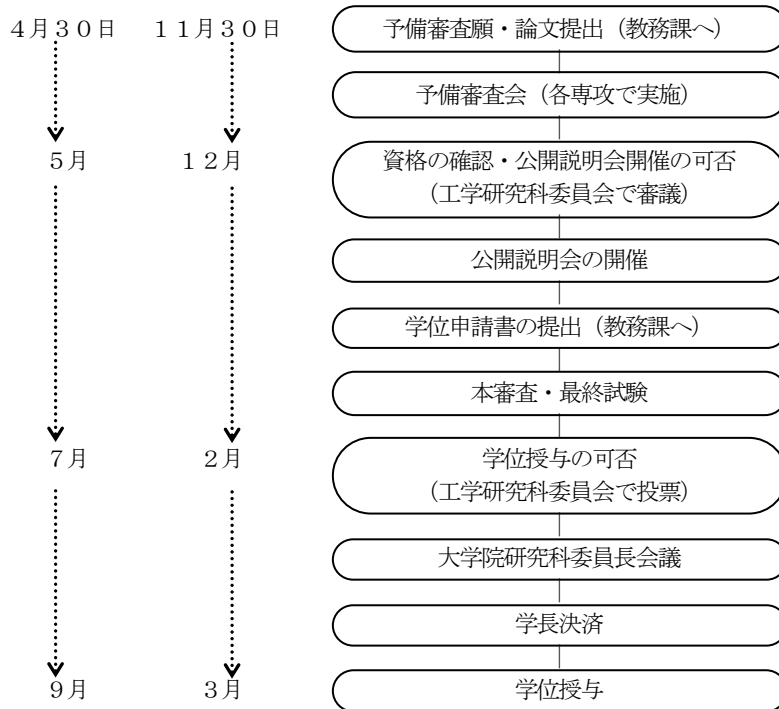 ４月３０日 １１月３０日 予備審査願・論文提出（教務課へ）
予備審査会（各専攻で実施）
５月 １２月 資格の確認・公開説明会開催の可否
（工学研究科委員会で審議）
公開説明会の開催
学位申請書の提出（教務課へ）
本審査・最終試験
７月 ２月 学位授与の可否
（工学研究科委員会で投票）
大学院研究科委員長会議
学長決済
９月 ３月 学位授与